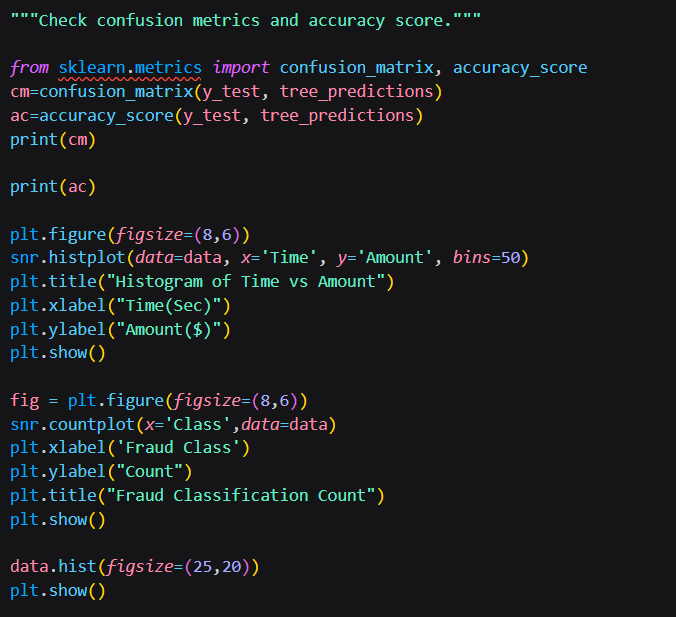 """Check confusion metrics and accuracy score."""
from sklearn.metrics import confusion_matrix, accuracy_score
cm=confusion_matrix(y_test, tree_predictions)
ac=accuracy_score(y_test, tree_predictions)
print(cm)
print(ac)
plt.figure(figsize=(8,6))
snr.histplot(data=data, x='Time', y='Amount', bins=50)
plt.title("Histogram of Time vs Amount")
plt.xlabel("Time(Sec)")
plt.ylabel("Amount($)")
plt.show()
fig = plt.figure(figsize=(8,6))
snr.countplot(x='Class',data=data)
plt.xlabel('Fraud Class')
plt.ylabel("Count")
plt.title("Fraud Classification Count")
plt.show()
data.hist(figsize=(25,20))
plt.show()